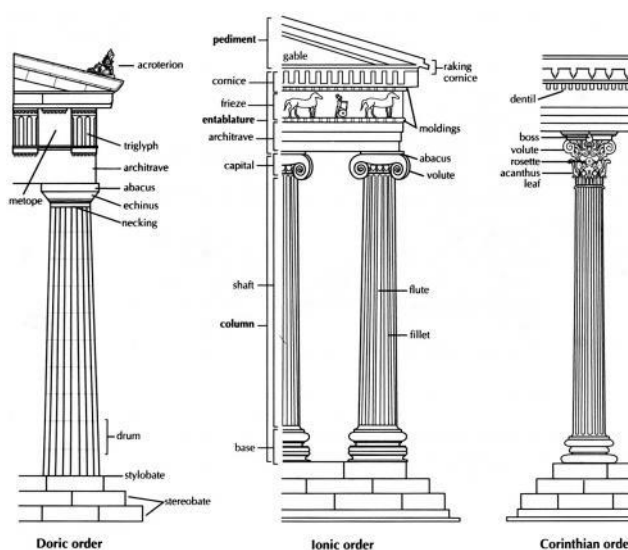 acroterion
triglyph
architrave
abacus
metope
echinus
necking
drum
stylobate
stereobate
Doric order
pediment
gable
raking
cornice
cornice
frieze
entablature
moldings
architrave
capital
abacus
volute
shaft
flute
column
fillet
base
Ionic order
dentil
boss
volute
rosette
acanthus
leaf
Corinthian orde